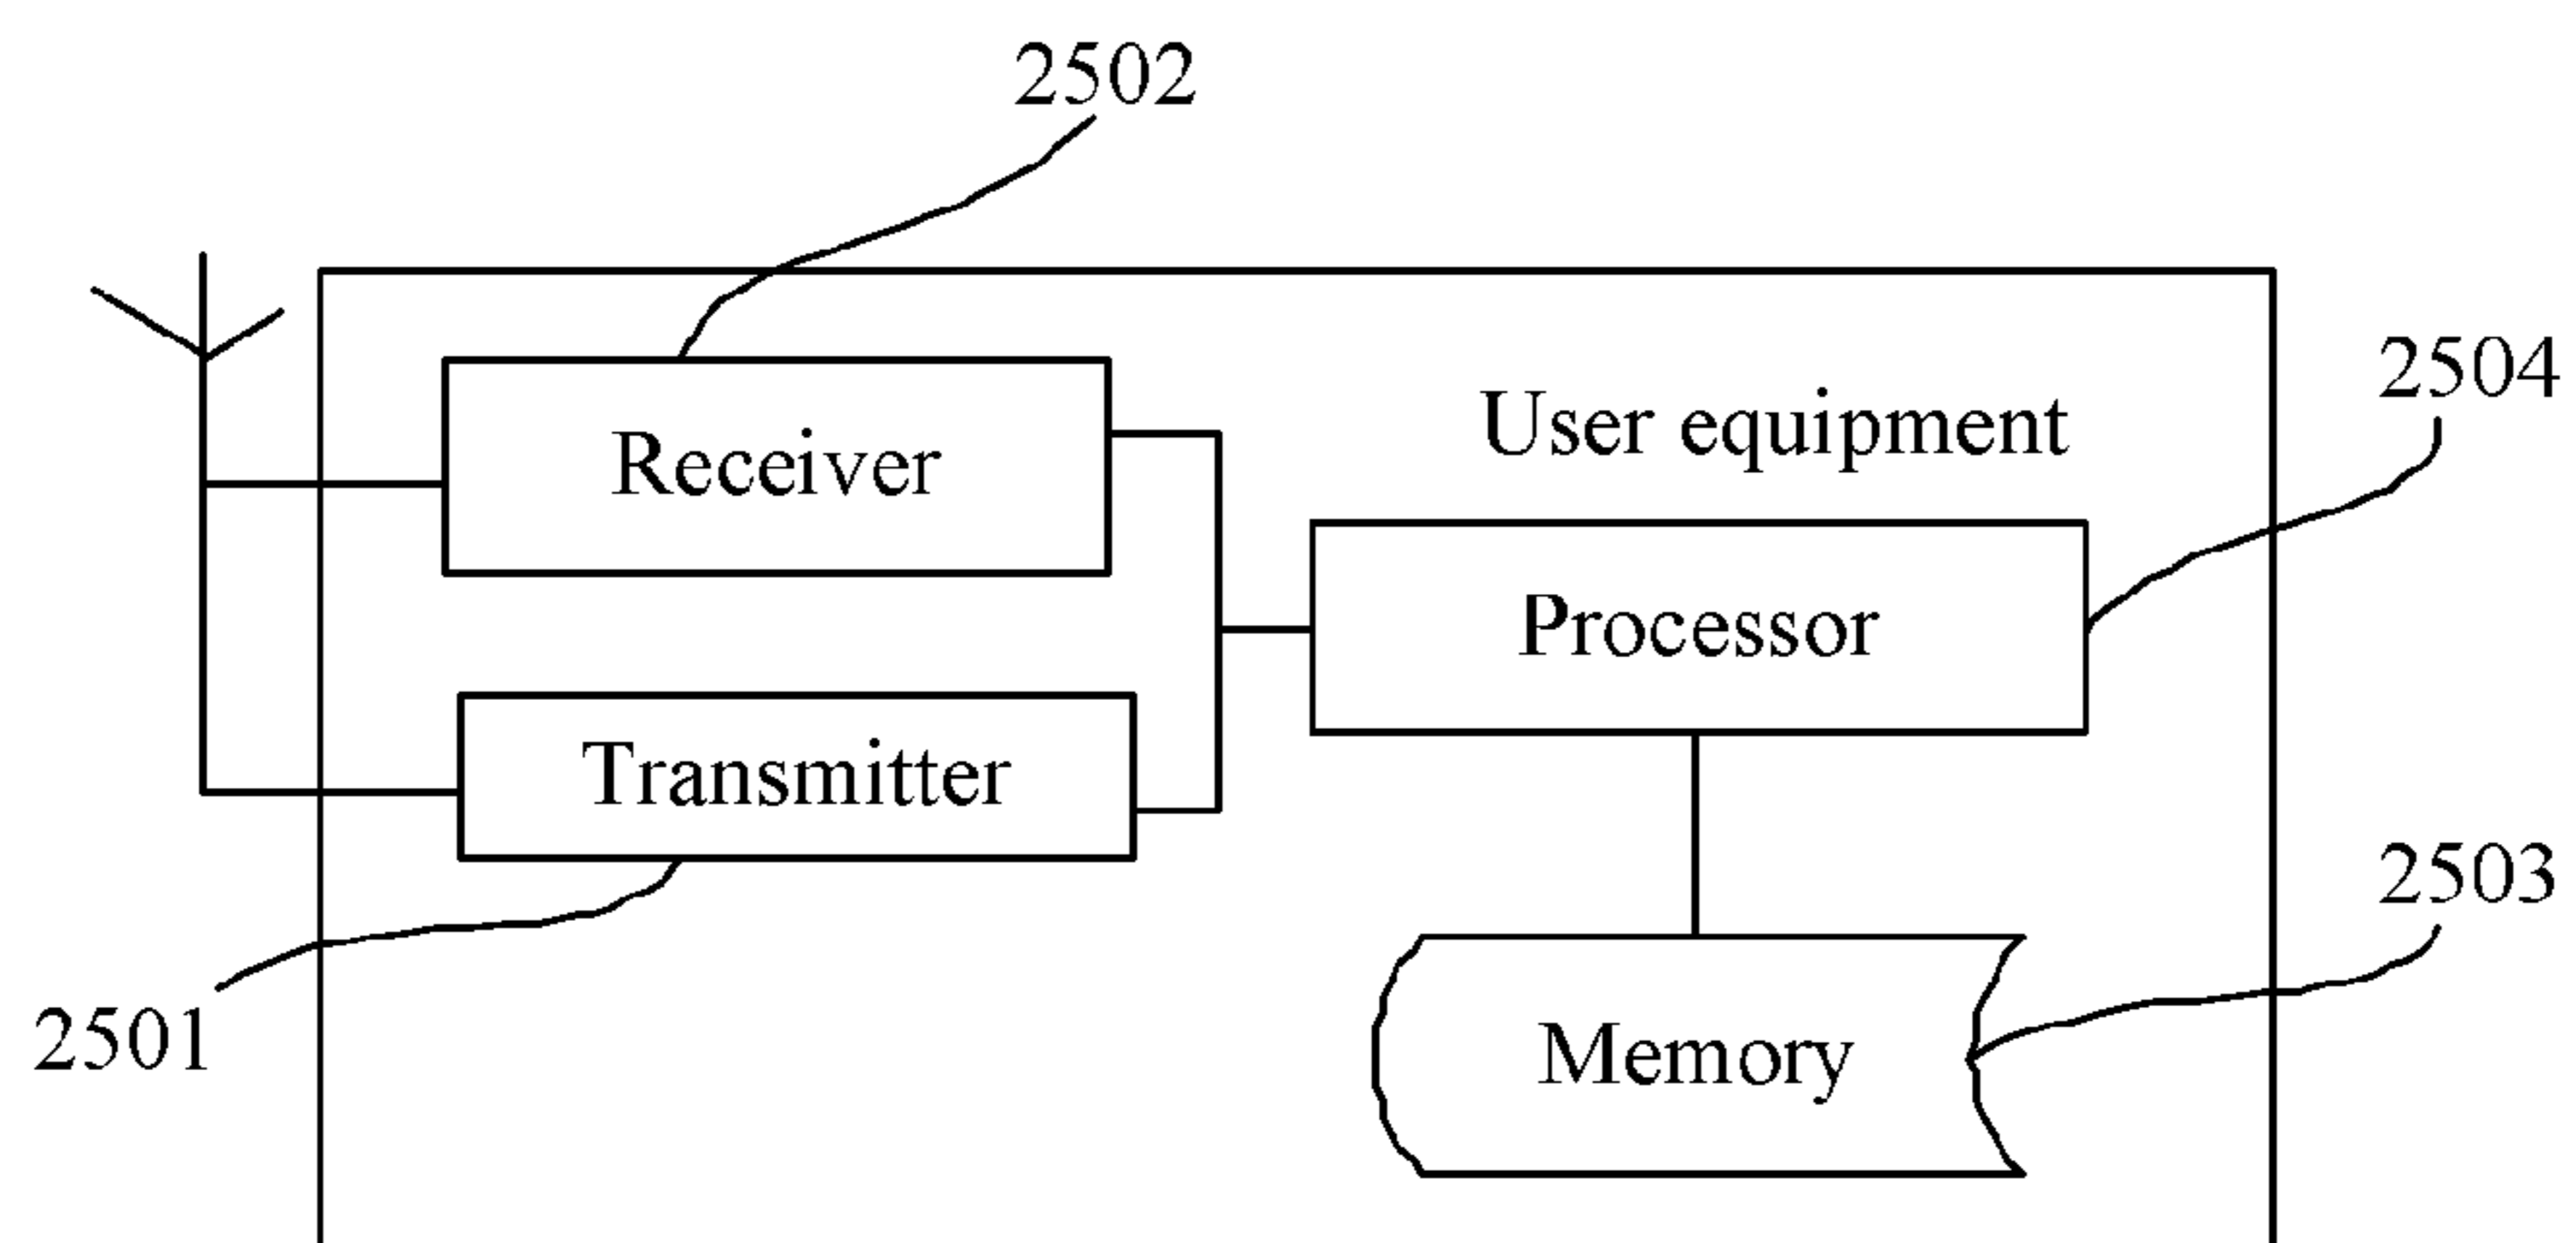 2502
2504
User equipment
Receiver
Processor
Transmitter
2503
2501
Memory